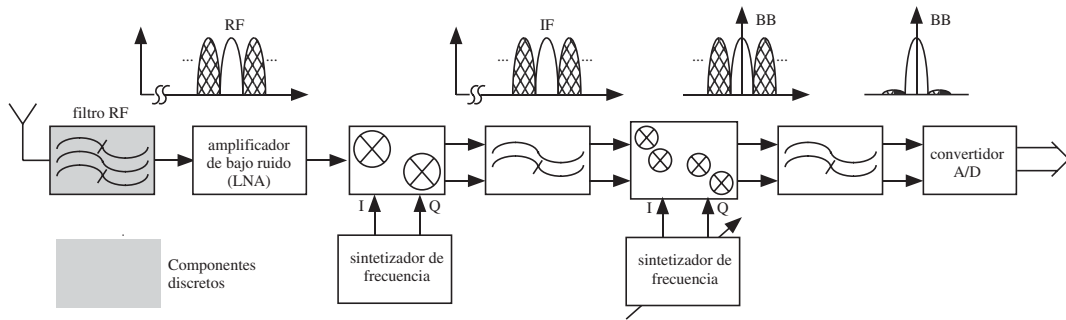 RF
IF
BB
BB
...
...
...
...
...
...
filtro RF
amplificador
de bajo ruido
(LNA)
convertidor
A/D
I
Q
I
Q
sintetizador de
frecuencia
sintetizador de
frecuencia
Componentes
discretos